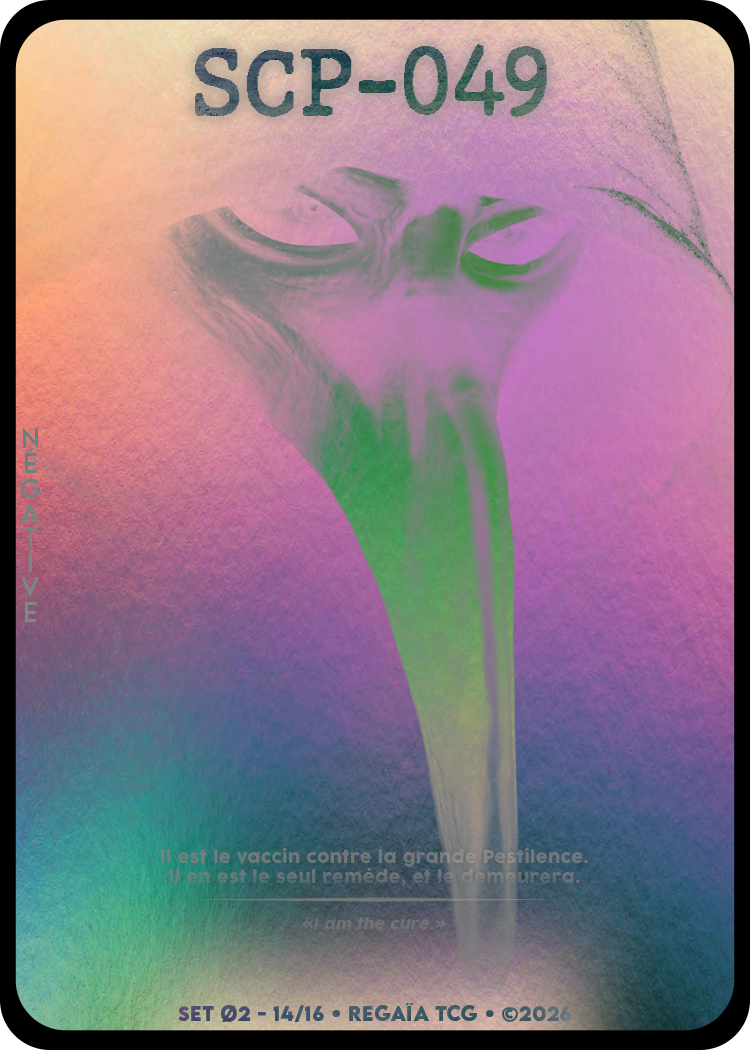 SCP-049
NÉGATIVE
Il est le vaccin contre la grande Pestilence.
Il en est le seul remède, et le demeurera.
«I am the cure.»
SET Ø2 - 14/16 • REGAÏA TCG • ©2026